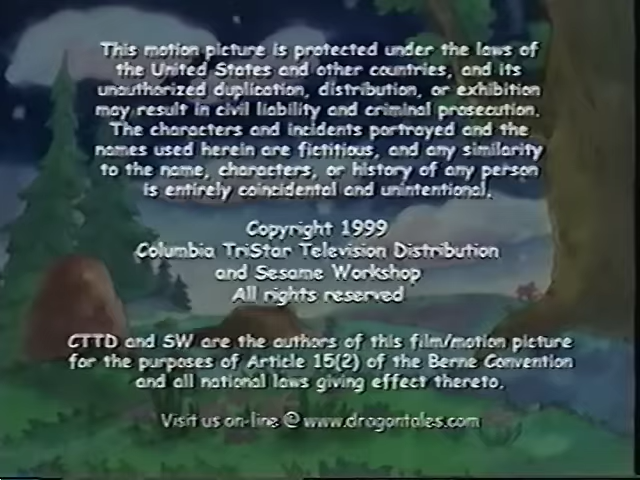 This motion picture is protected under the laws of
the United States and other countries, and its
unauthorized duplication, distribution, or exhibition
may result in civil liability and criminal prosecution.
The characters and incidents portrayed and the
names used herein are fictitious, and any similarity
to the name, characters, or history of any person
is entirely coincidental and unintentional.
Copyright 1999
Columbia TriStar Television Distribution
and Sesame Workshop
All rights reserved
CTTD and SW are the authors of this film/motion picture
for the purposes of Article 15(2) of the Berne Convention
and all national laws giving effect thereto.
Visit us on-line @ www.dragontales.com